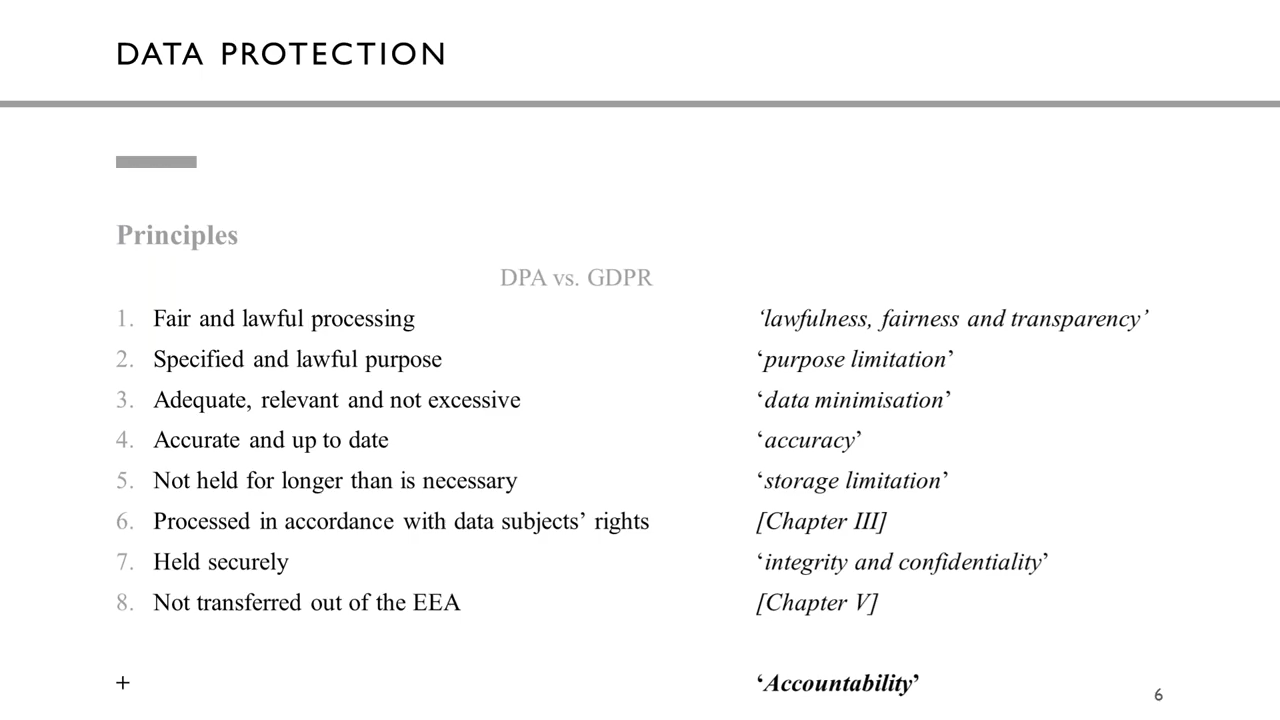 DATA PROTECTION
Principles
DPA vs. GDPR
1. Fair and lawful processing ‘lawfulness, fairness and transparency’
2. Specified and lawful purpose ‘purpose limitation’
3. Adequate, relevant and not excessive ‘data minimisation’
4. Accurate and up to date ‘accuracy’
5. Not held for longer than is necessary ‘storage limitation’
6. Processed in accordance with data subjects’ rights [Chapter III]
7. Held securely ‘integrity and confidentiality’
8. Not transferred out of the EEA [Chapter V]
+ ‘Accountability’
6